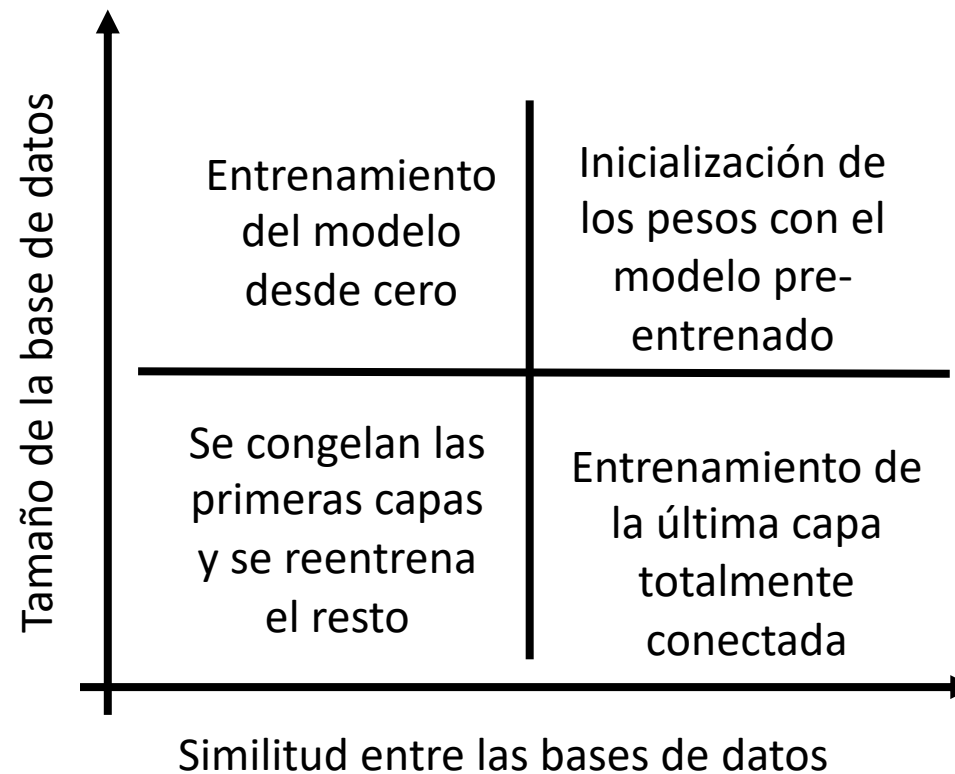 Tamaño de la base de datos
Entrenamiento
del modelo
desde cero
Inicialización de
los pesos con el
modelo pre-
entrenado
Se congelan las
primeras capas
y se reentrena
el resto
Entrenamiento de
la última capa
totalmente
conectada
Similitud entre las bases de datos